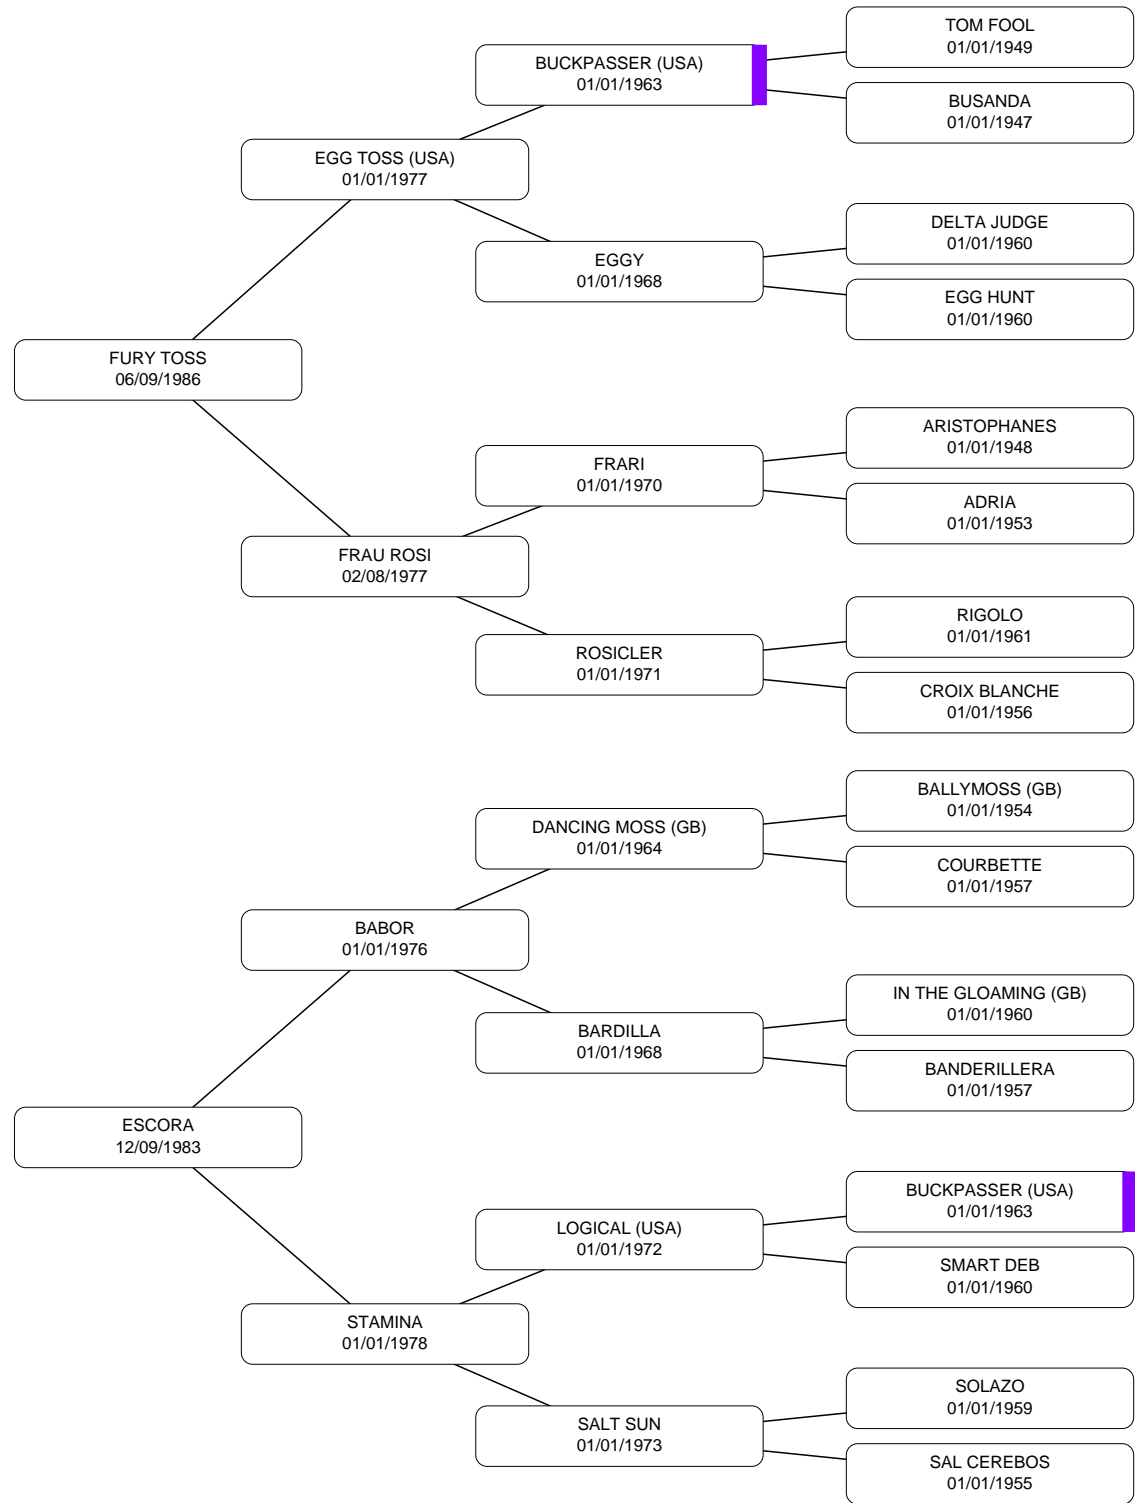 TOM FOOL
01/01/1949
BUCKPASSER (USA)
01/01/1963
BUSANDA
01/01/1947
EGG TOSS (USA)
01/01/1977
DELTA JUDGE
01/01/1960
EGGY
01/01/1968
EGG HUNT
01/01/1960
FURY TOSS
06/09/1986
ARISTOPHANES
01/01/1948
FRARI
01/01/1970
ADRIA
01/01/1953
FRAU ROSI
02/08/1977
RIGOLO
01/01/1961
ROSICLER
01/01/1971
CROIX BLANCHE
01/01/1956
BALLYMOSS (GB)
01/01/1954
DANCING MOSS (GB)
01/01/1964
COURBETTE
01/01/1957
BABOR
01/01/1976
IN THE GLOAMING (GB)
01/01/1960
BARDILLA
01/01/1968
BANDERILLERA
01/01/1957
ESCORA
12/09/1983
BUCKPASSER (USA)
01/01/1963
LOGICAL (USA)
01/01/1972
SMART DEB
01/01/1960
STAMINA
01/01/1978
SOLAZO
01/01/1959
SALT SUN
01/01/1973
SAL CEREBOS
01/01/1955